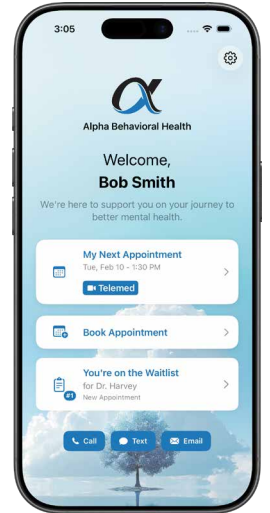 3:05
Alpha Behavioral Health
Welcome,
Bob Smith
We're here to support you on your journey to
better mental health.
My Next Appointment
Tue, Feb 10 - 1:30 PM
Telemed
Book Appointment
You're on the Waitlist
for Dr. Harvey
#1
New Appointment
Call
Text
Email